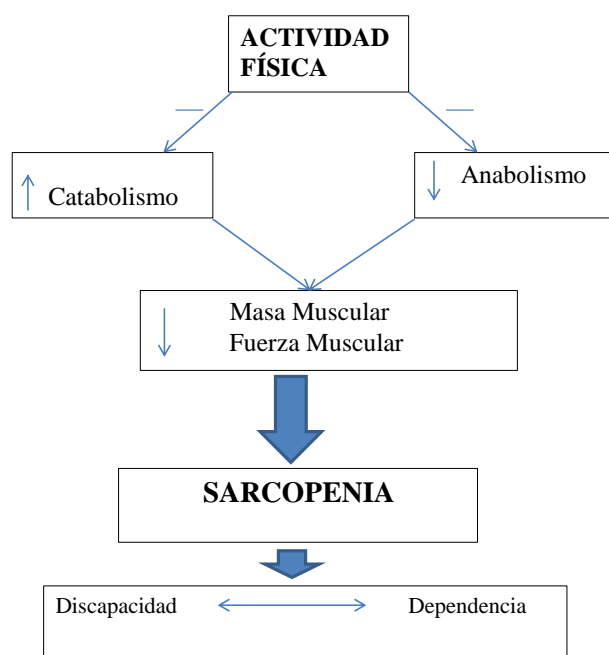 ACTIVIDAD
FÍSICA
Catabolismo
Anabolismo
Masa Muscular
Fuerza Muscular
SARCOPENIA
Discapacidad
Dependencia